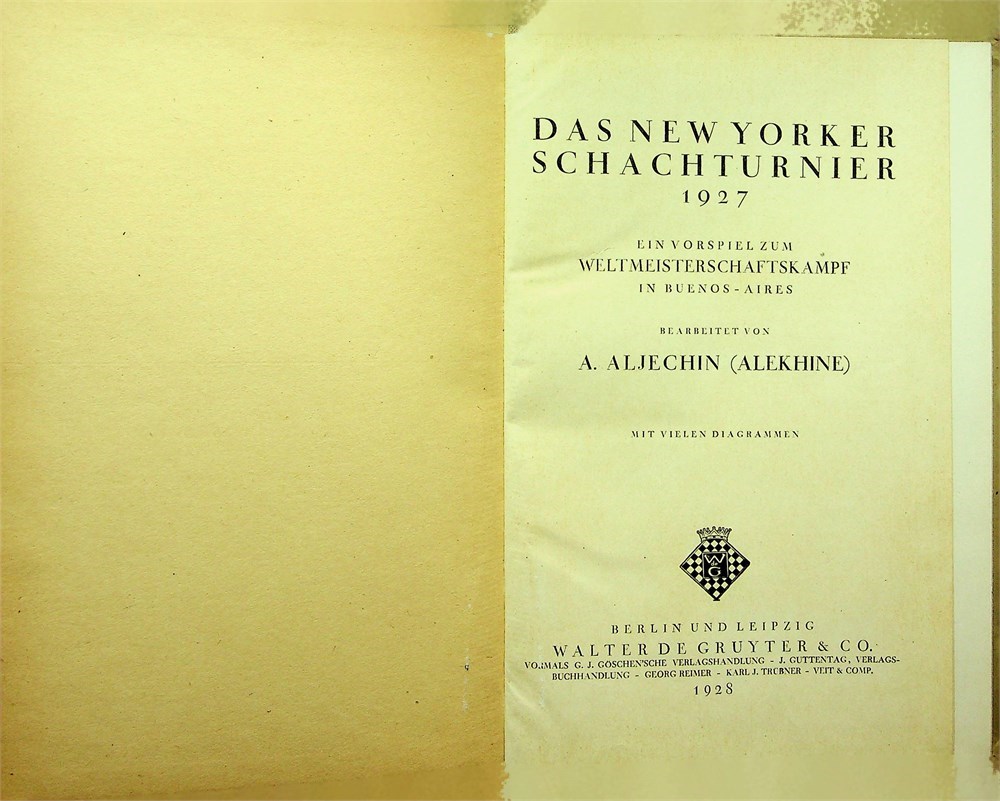 DAS NEW YORKER
SCHACHTURNIER
1927
EIN VORSPIEL ZUM
WELTMEISTERSCHAFTSKAMPF
IN BUENOS-AIRES
BEARBEITET VON
A. ALJECHIN (ALEKHINE)
MIT VIELEN DIAGRAMMEN
W
G
BERLIN UND LEIPZIG
WALTER DE GRUYTER & CO.
VORMALS G. J. GÖSCHEN'SCHE VERLAGSHANDLUNG - J. GUTTENTAG, VERLAGS-
BUCHHANDLUNG - GEORG REIMER - KARL J. TRÜBNER - VEIT & COMP.
1928